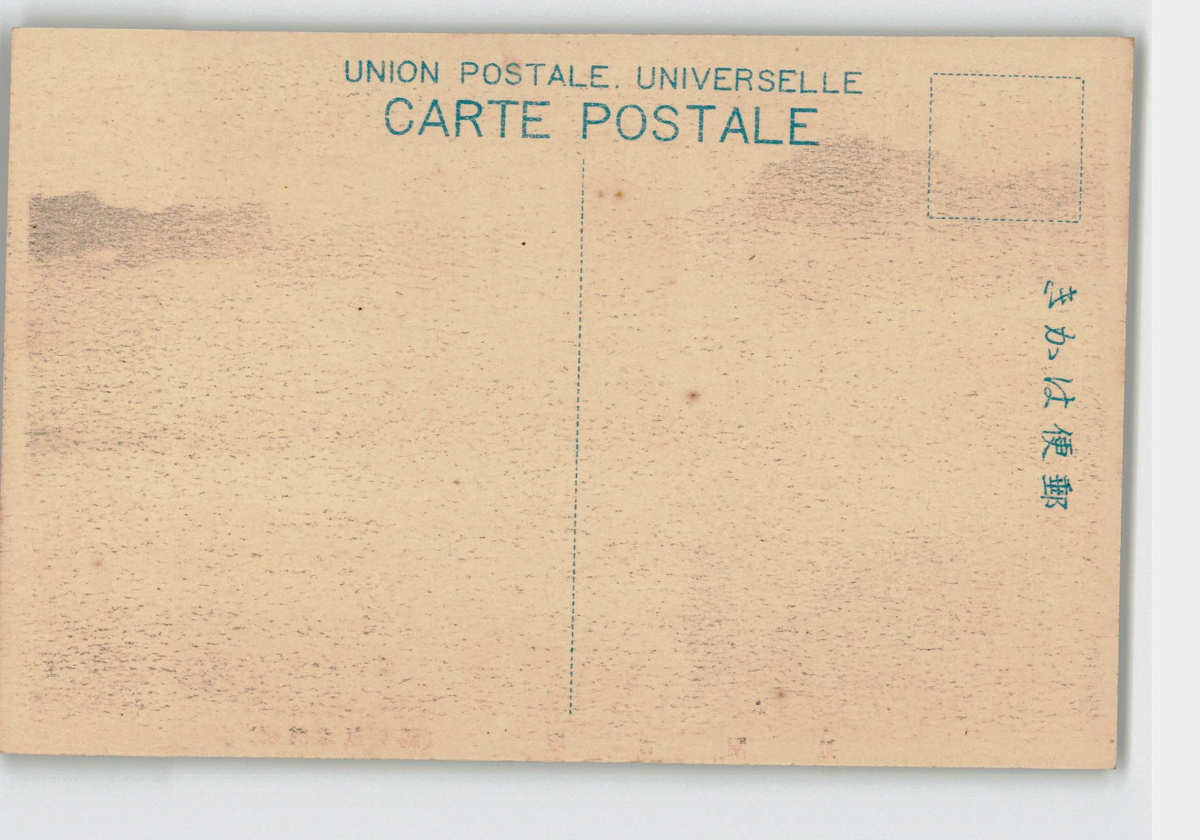 UNION POSTALE. UNIVERSELLE
CARTE POSTALE
郵便はかき